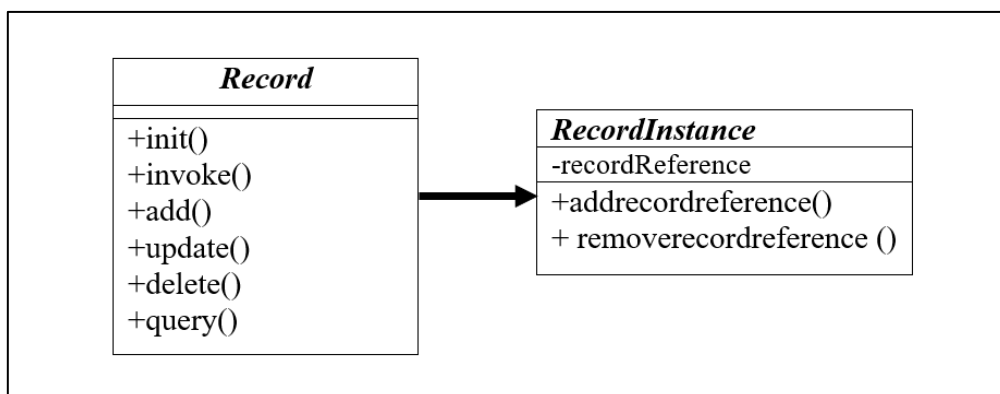 Record
+init()
+invoke()
+add()
+update()
+delete()
+query()
RecordInstance
-recordReference
+addrecordreference()
+ removerecordreference ()